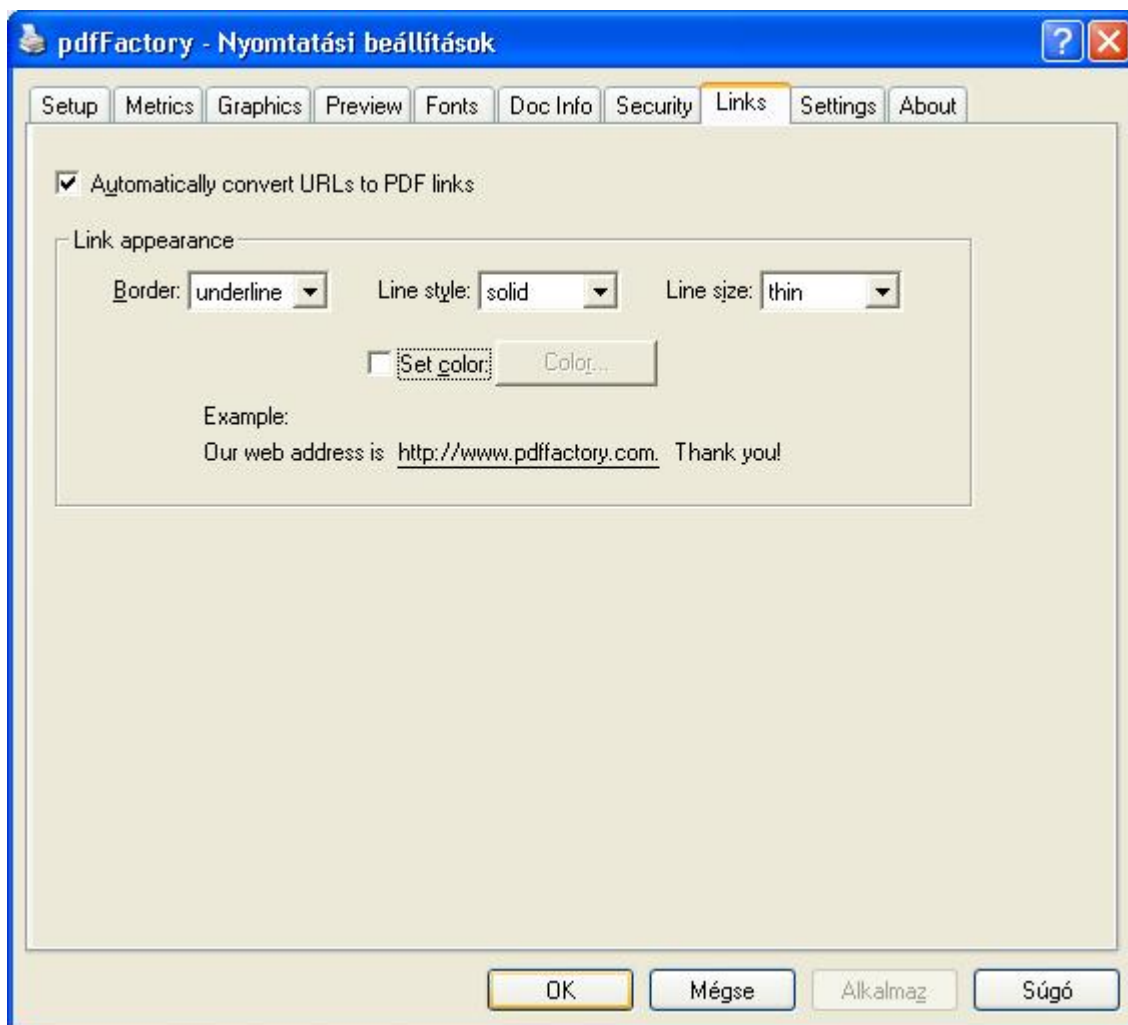 pdfFactory - Nyomtatási beállítások
Setup Metrics Graphics Preview Fonts Doc Info Security Links Settings About
Automatically convert URLs to PDF links
Link appearance
Border: underline Line style: solid Line size: thin
Set color: Color...
Example:
Our web address is http://www.pdffactory.com. Thank you!
OK Mégse Alkalmaz Súgó